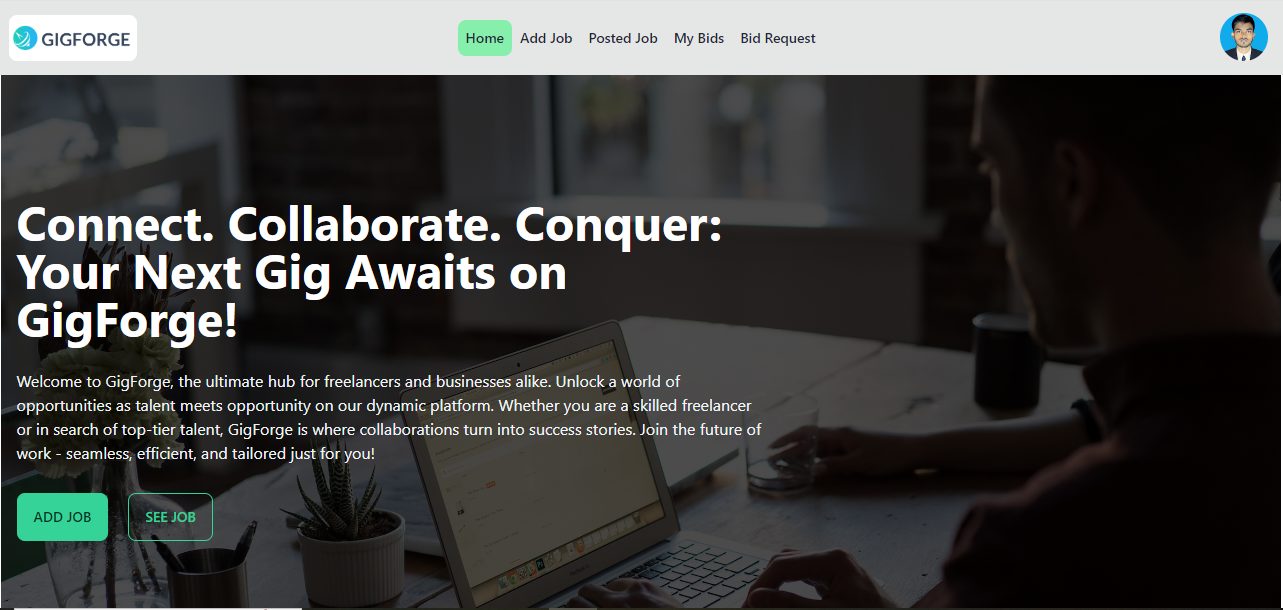 GIGFORGE
Home Add Job Posted Job My Bids Bid Request
Connect. Collaborate. Conquer:
Your Next Gig Awaits on
GigForge!
Welcome to GigForge, the ultimate hub for freelancers and businesses alike. Unlock a world of
opportunities as talent meets opportunity on our dynamic platform. Whether you are a skilled freelancer
or in search of top-tier talent, GigForge is where collaborations turn into success stories. Join the future of
work - seamless, efficient, and tailored just for you!
ADD JOB SEE JOB